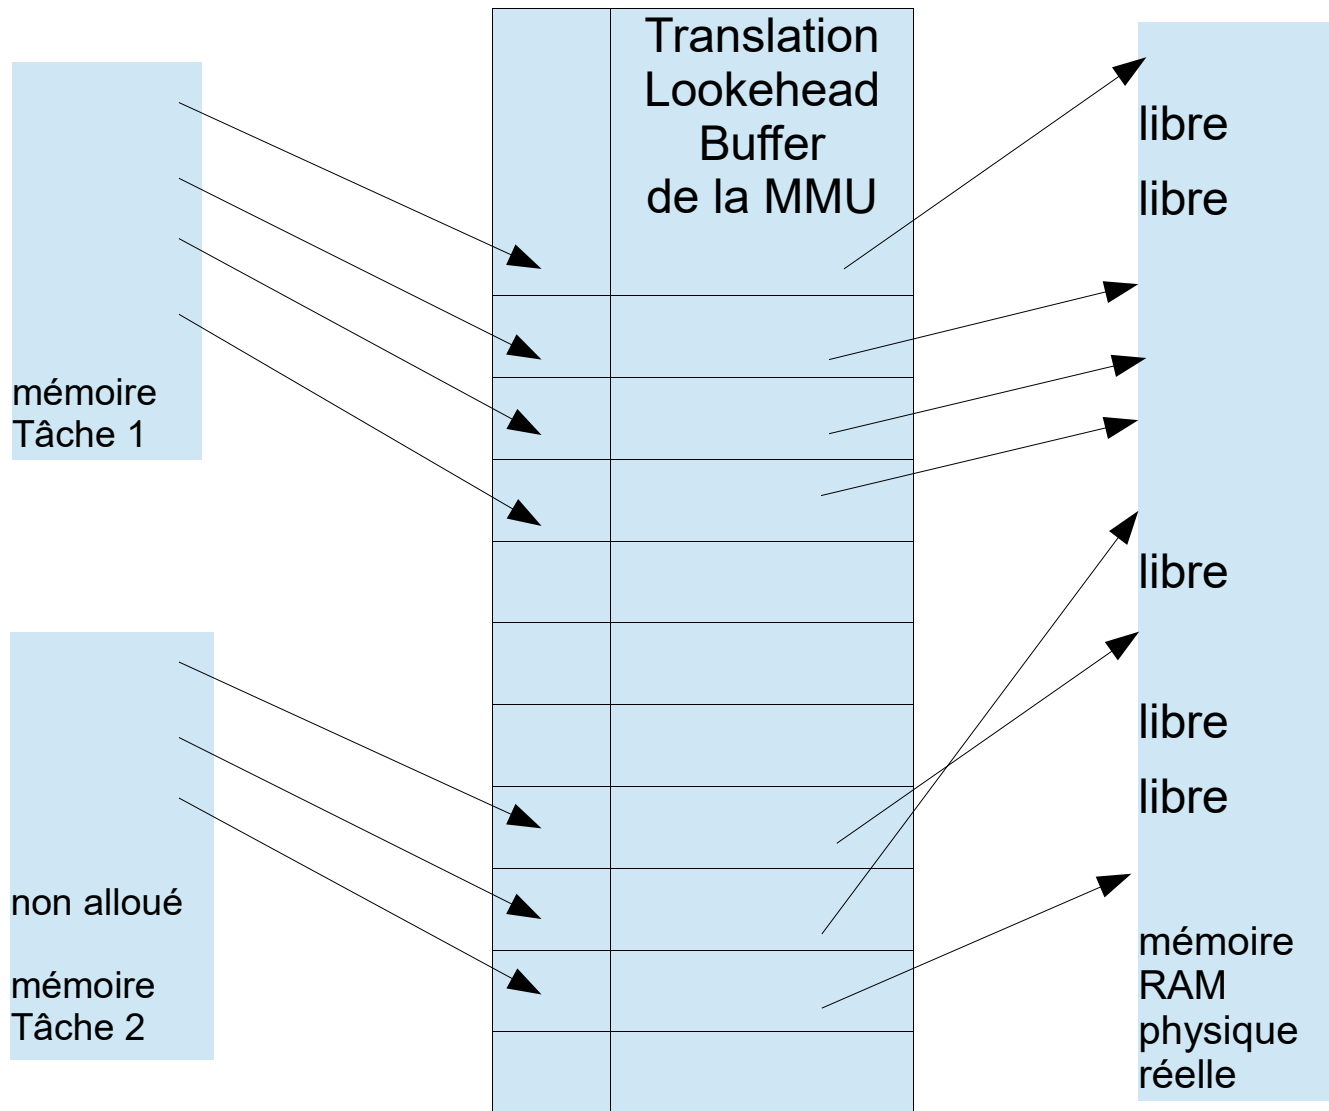 Translation
Lookehead
Buffer
de la MMU
mémoire
Tâche 1
non alloué
mémoire
Tâche 2
libre
libre
libre
libre
libre
mémoire
RAM
physique
réelle